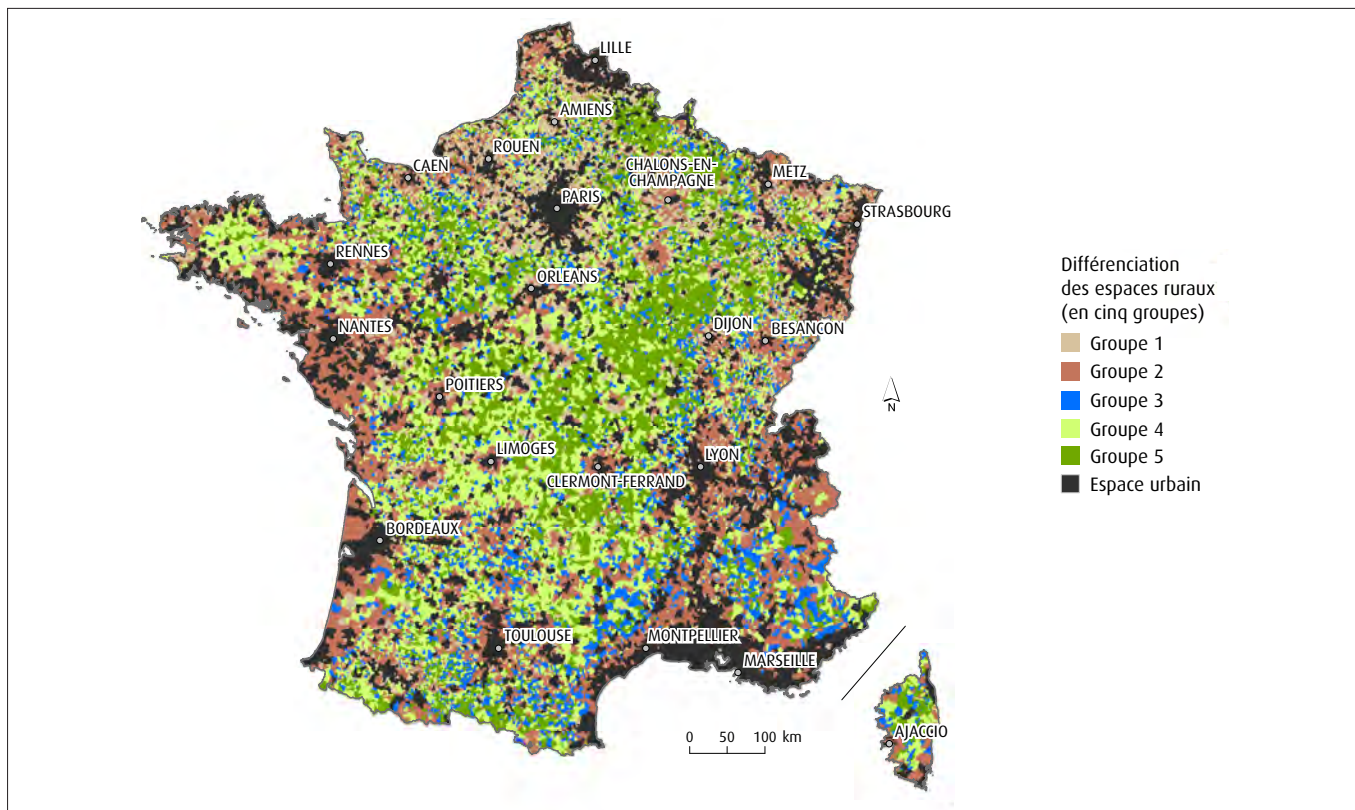 LILLE
AMIENS
ROUEN
CAEN
CHALONS-EN-
CHAMPAGNE
METZ
PARIS
STRASBOURG
RENNES
ORLEANS
NANTES
DIJON
BESANCON
POITIERS
LIMOGES
LYON
CLERMONT-FERRAND
BORDEAUX
TOULOUSE
MONTPELLIER
MARSEILLE
AJACCIO
0 50 100 km
N
Différenciation
des espaces ruraux
(en cinq groupes)
Groupe 1
Groupe 2
Groupe 3
Groupe 4
Groupe 5
Espace urbain